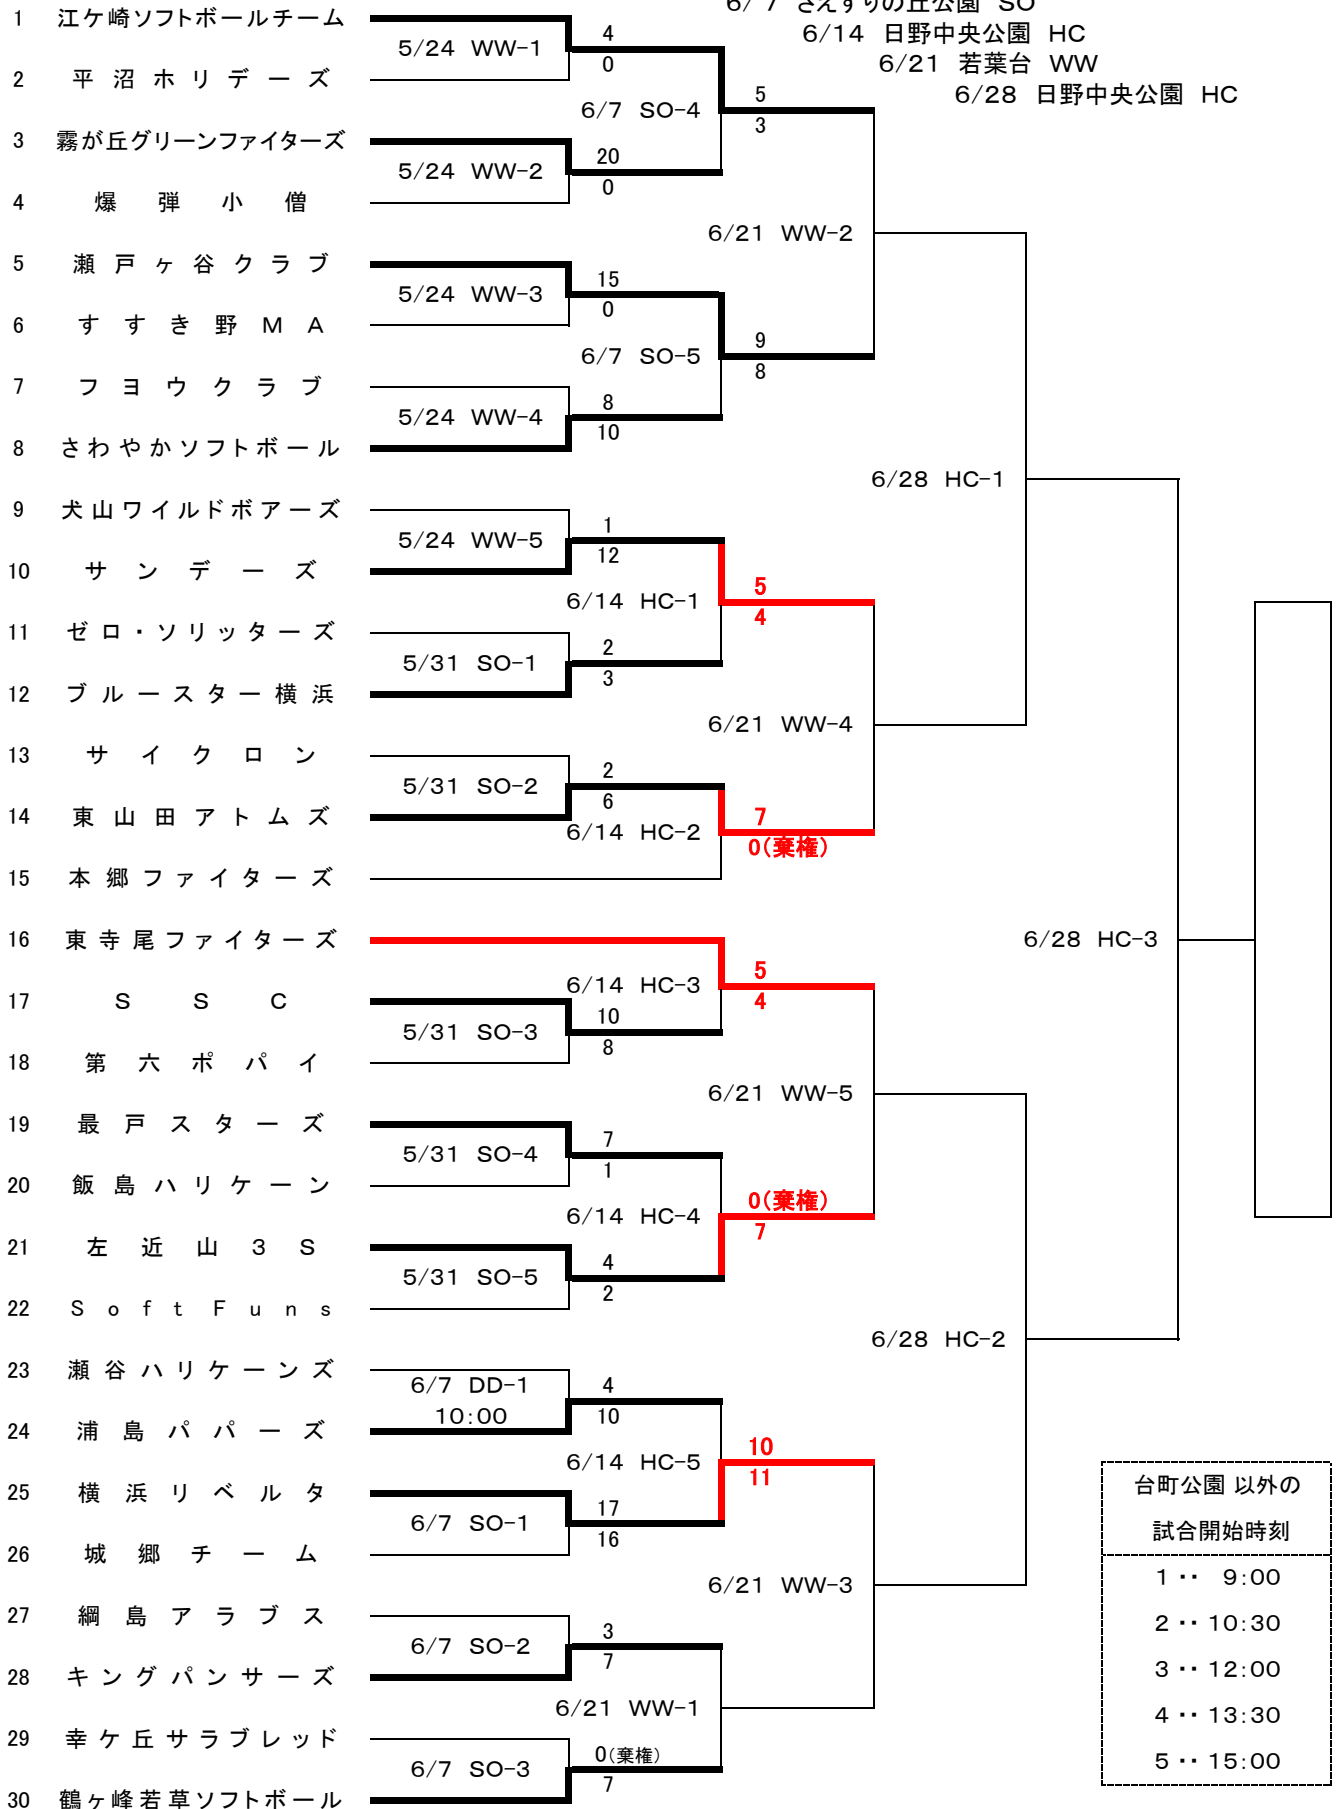 6/ 7 さえずりの丘公園 SO
6/14 日野中央公園 HC
6/21 若葉台 WW
6/28 日野中央公園 HC
1 江ケ崎ソフトボールチーム
5/24 WW-1
4
0
2 平沼ホリデーズ
6/7 SO-4
5
3
3 霧が丘グリーンファイターズ
5/24 WW-2
20
0
4 爆弾小僧
6/21 WW-2
5 瀬戸ヶ谷クラブ
5/24 WW-3
15
0
6 すすき野MA
6/7 SO-5
9
8
7 フヨウクラブ
5/24 WW-4
8
10
8 さわやかソフトボール
6/28 HC-1
9 犬山ワイルドボアーズ
5/24 WW-5
1
12
10 サンデーズ
6/14 HC-1
5
4
11 ゼロ・ソリッターズ
5/31 SO-1
2
3
12 ブルースター横浜
6/21 WW-4
13 サイクロン
5/31 SO-2
2
6
14 東山田アトムズ
6/14 HC-2
7
0(棄権)
15 本郷ファイターズ
16 東寺尾ファイターズ
6/28 HC-3
6/14 HC-3
5
4
17 SSC
5/31 SO-3
10
8
18 第六ポパイ
6/21 WW-5
19 最戸スターズ
5/31 SO-4
7
1
20 飯島ハリケーン
6/14 HC-4
0(棄権)
7
21 左近山3S
5/31 SO-5
4
2
22 Soft Funs
6/28 HC-2
23 瀬谷ハリケーンズ
6/7 DD-1
10:00
4
10
24 浦島パパーズ
6/14 HC-5
10
11
25 横浜リベルタ
6/7 SO-1
17
16
26 城郷チーム
6/21 WW-3
27 綱島アラブス
6/7 SO-2
3
7
28 キングパンサーズ
6/21 WW-1
29 幸ケ丘サラブレッド
6/7 SO-3
0(棄権)
7
30 鶴ヶ峰若草ソフトボール
台町公園 以外の
試合開始時刻
1 ‥ 9:00
2 ‥ 10:30
3 ‥ 12:00
4 ‥ 13:30
5 ‥ 15:00